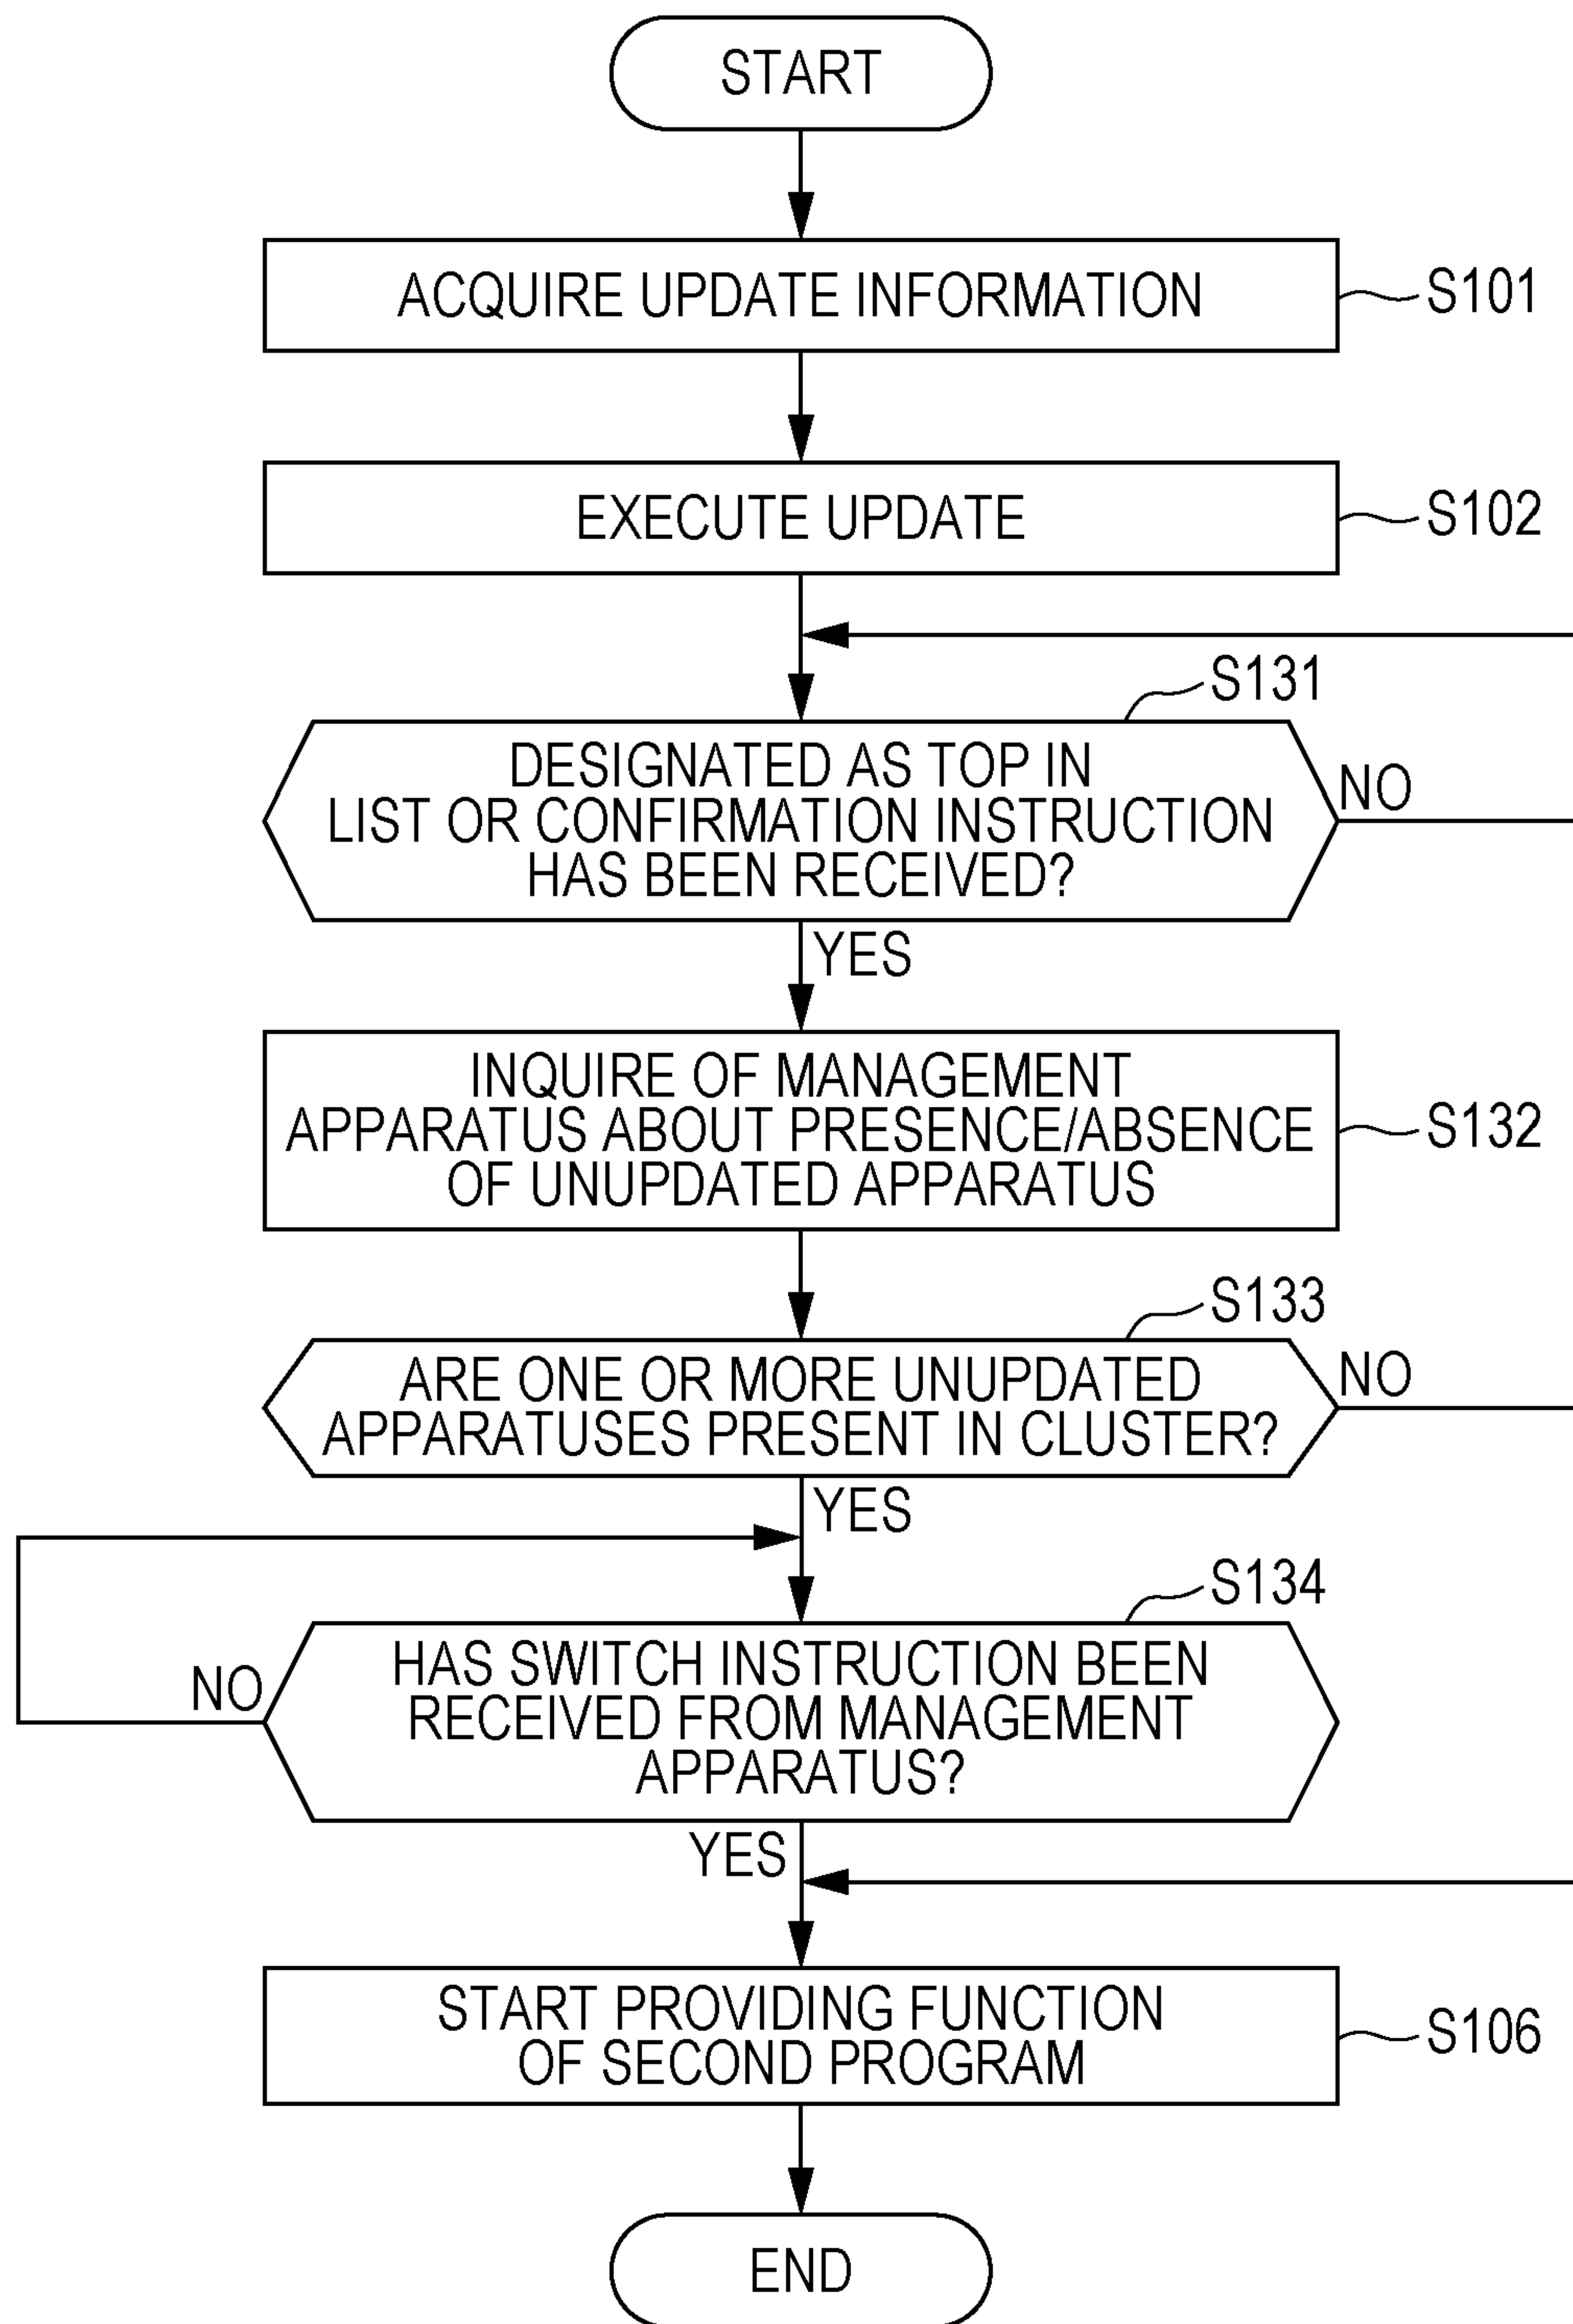 START
ACQUIRE UPDATE INFORMATION
S101
EXECUTE UPDATE
S102
S131
DESIGNATED AS TOP IN
LIST OR CONFIRMATION INSTRUCTION
HAS BEEN RECEIVED?
NO
YES
INQUIRE OF MANAGEMENT
APPARATUS ABOUT PRESENCE/ABSENCE
OF UNUPDATED APPARATUS
S132
S133
ARE ONE OR MORE UNUPDATED
APPARATUSES PRESENT IN CLUSTER?
NO
YES
S134
HAS SWITCH INSTRUCTION BEEN
RECEIVED FROM MANAGEMENT
APPARATUS?
NO
YES
START PROVIDING FUNCTION
OF SECOND PROGRAM
S106
END